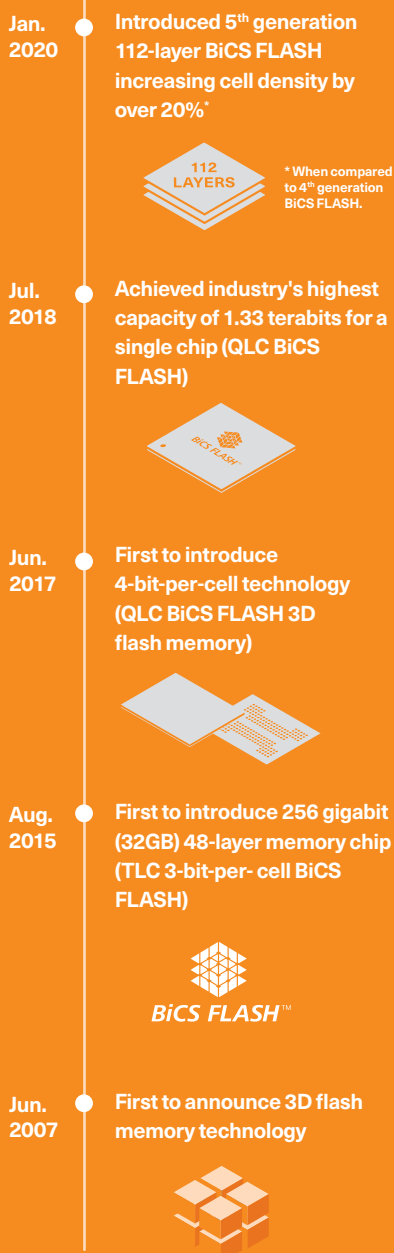 Jan.
2020
Introduced 5th generation
112-layer BiCS FLASH
increasing cell density by
over 20%*
112
LAYERS
* When compared
to 4th generation
BiCS FLASH.
Jul.
2018
Achieved industry's highest
capacity of 1.33 terabits for a
single chip (QLC BiCS
FLASH)
BiCS FLASH™
Jun.
2017
First to introduce
4-bit-per-cell technology
(QLC BiCS FLASH 3D
flash memory)
Aug.
2015
First to introduce 256 gigabit
(32GB) 48-layer memory chip
(TLC 3-bit-per- cell BiCS
FLASH)
BiCS FLASH™
Jun.
2007
First to announce 3D flash
memory technology